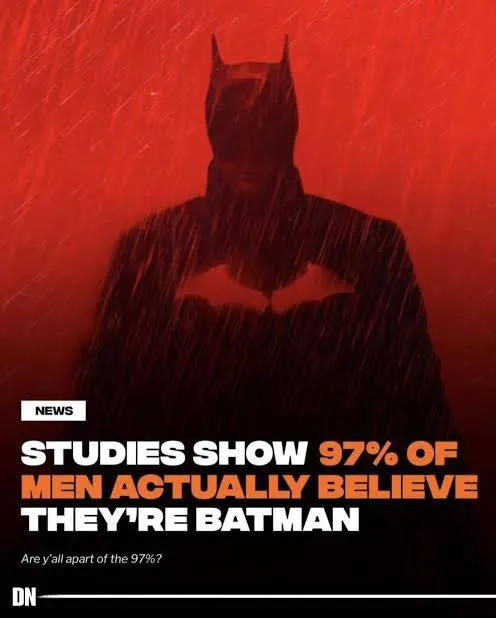 NEWS
STUDIES SHOW 97% OF
MEN ACTUALLY BELIEVE
THEY'RE BATMAN
Are y'all apart of the 97%?
DN